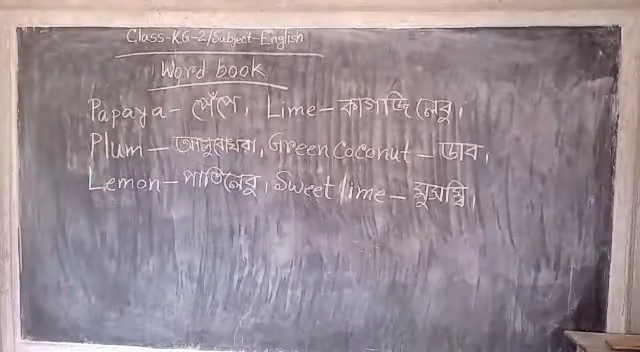 Class-KG-2/Subject-English
Word book
Papaya - পেঁপে, Lime - কাগজি লেবু,
Plum - আলুবোখরা, Green Coconut - ডাব,
Lemon - পাতিলেবু, Sweet lime - মুসম্বি,